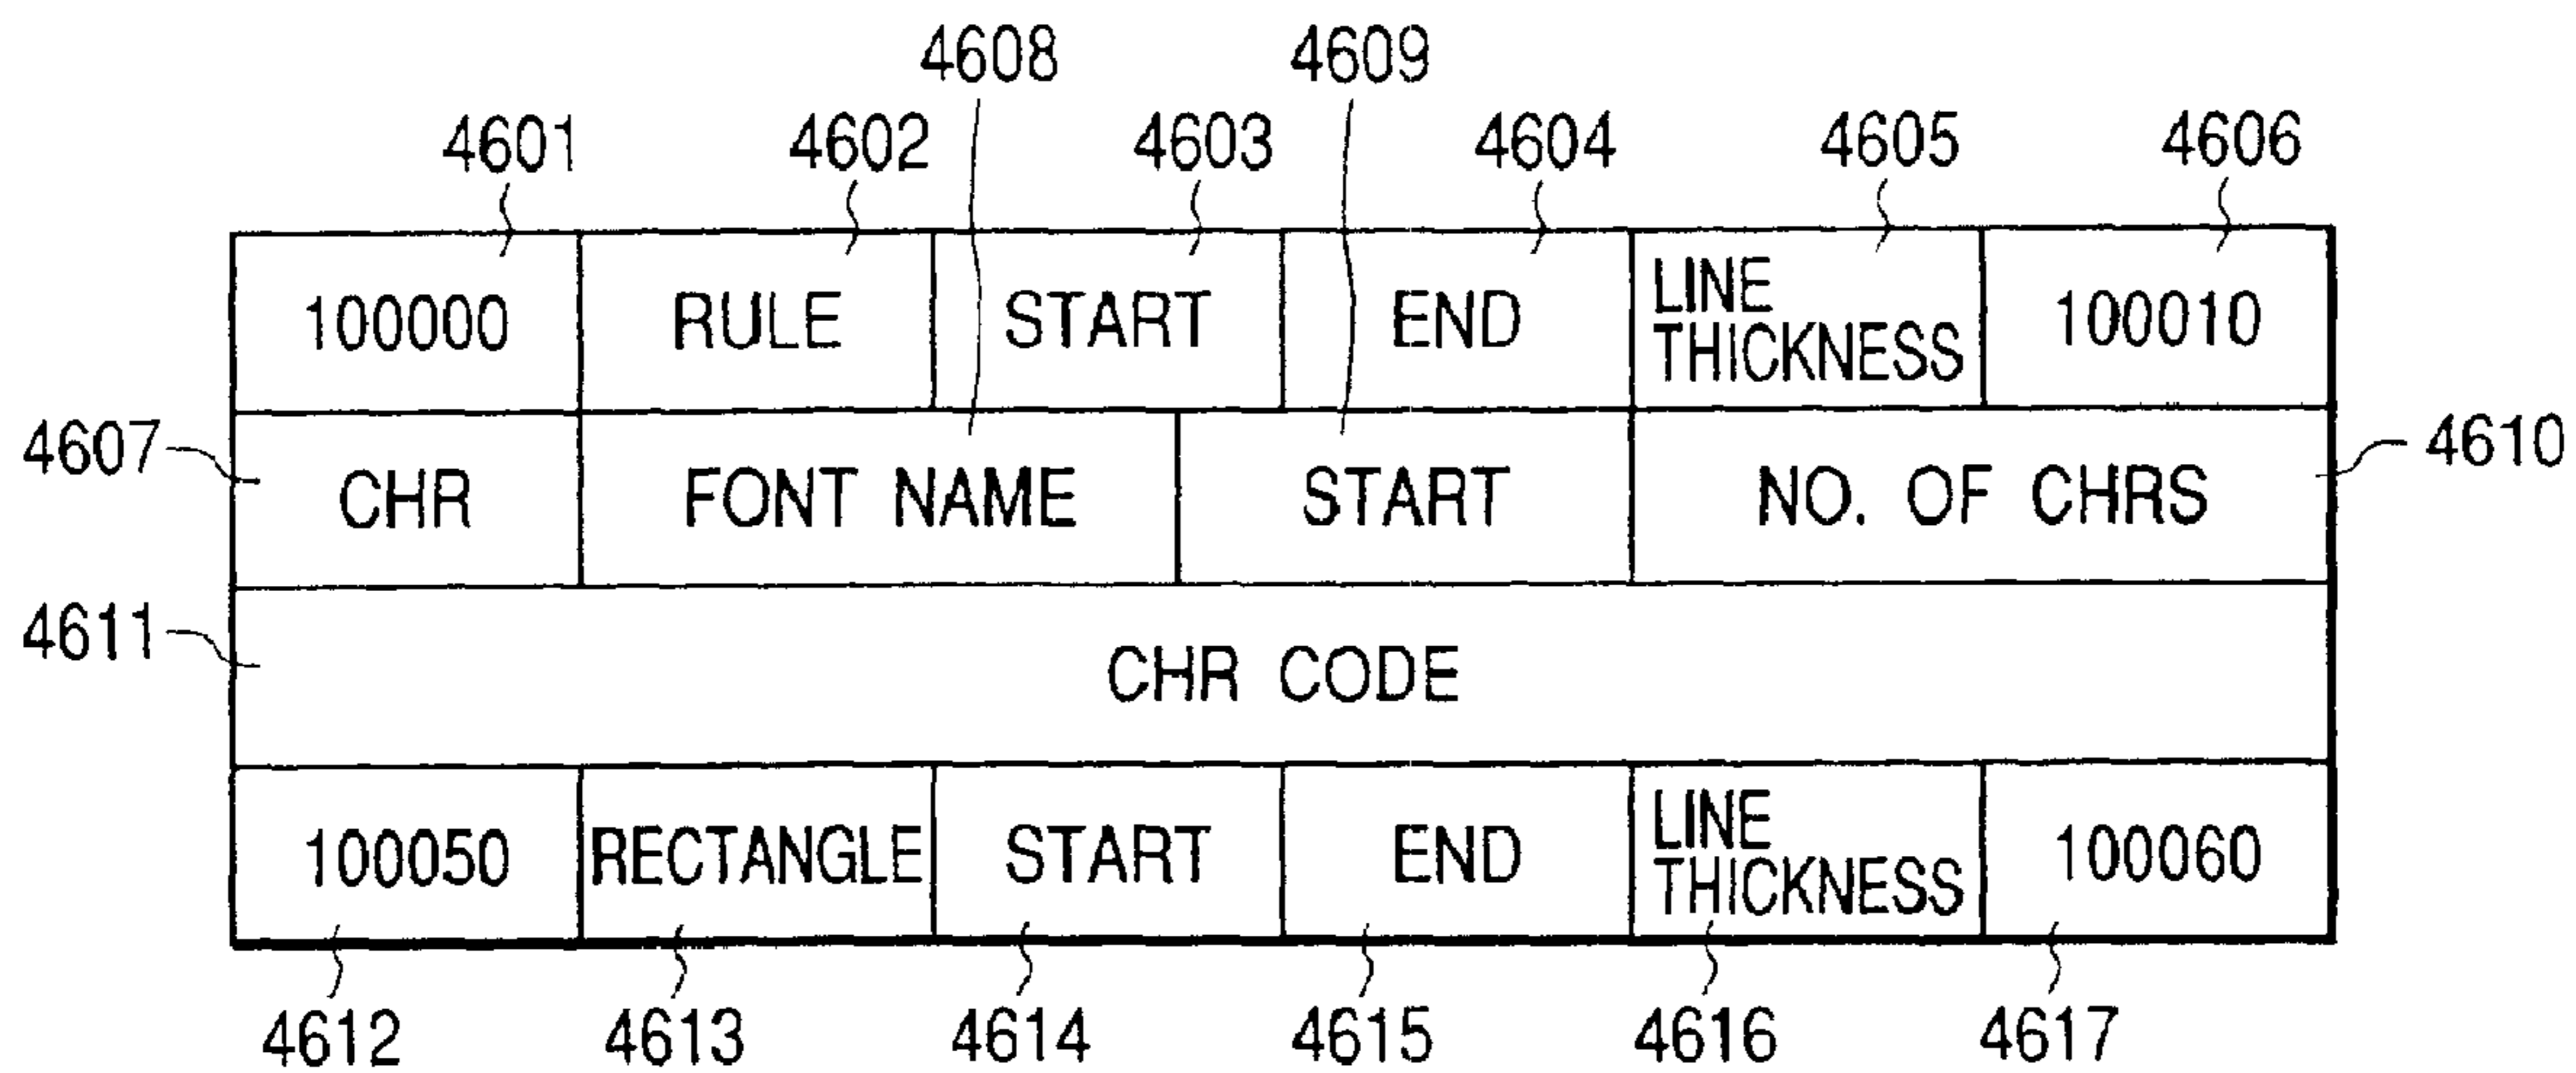 4608 4609
4601 4602 4603 4604 4605 4606
100000 RULE START END LINE THICKNESS 100010
4607 CHR FONT NAME START NO. OF CHRS 4610
4611 CHR CODE
100050 RECTANGLE START END LINE THICKNESS 100060
4612 4613 4614 4615 4616 4617